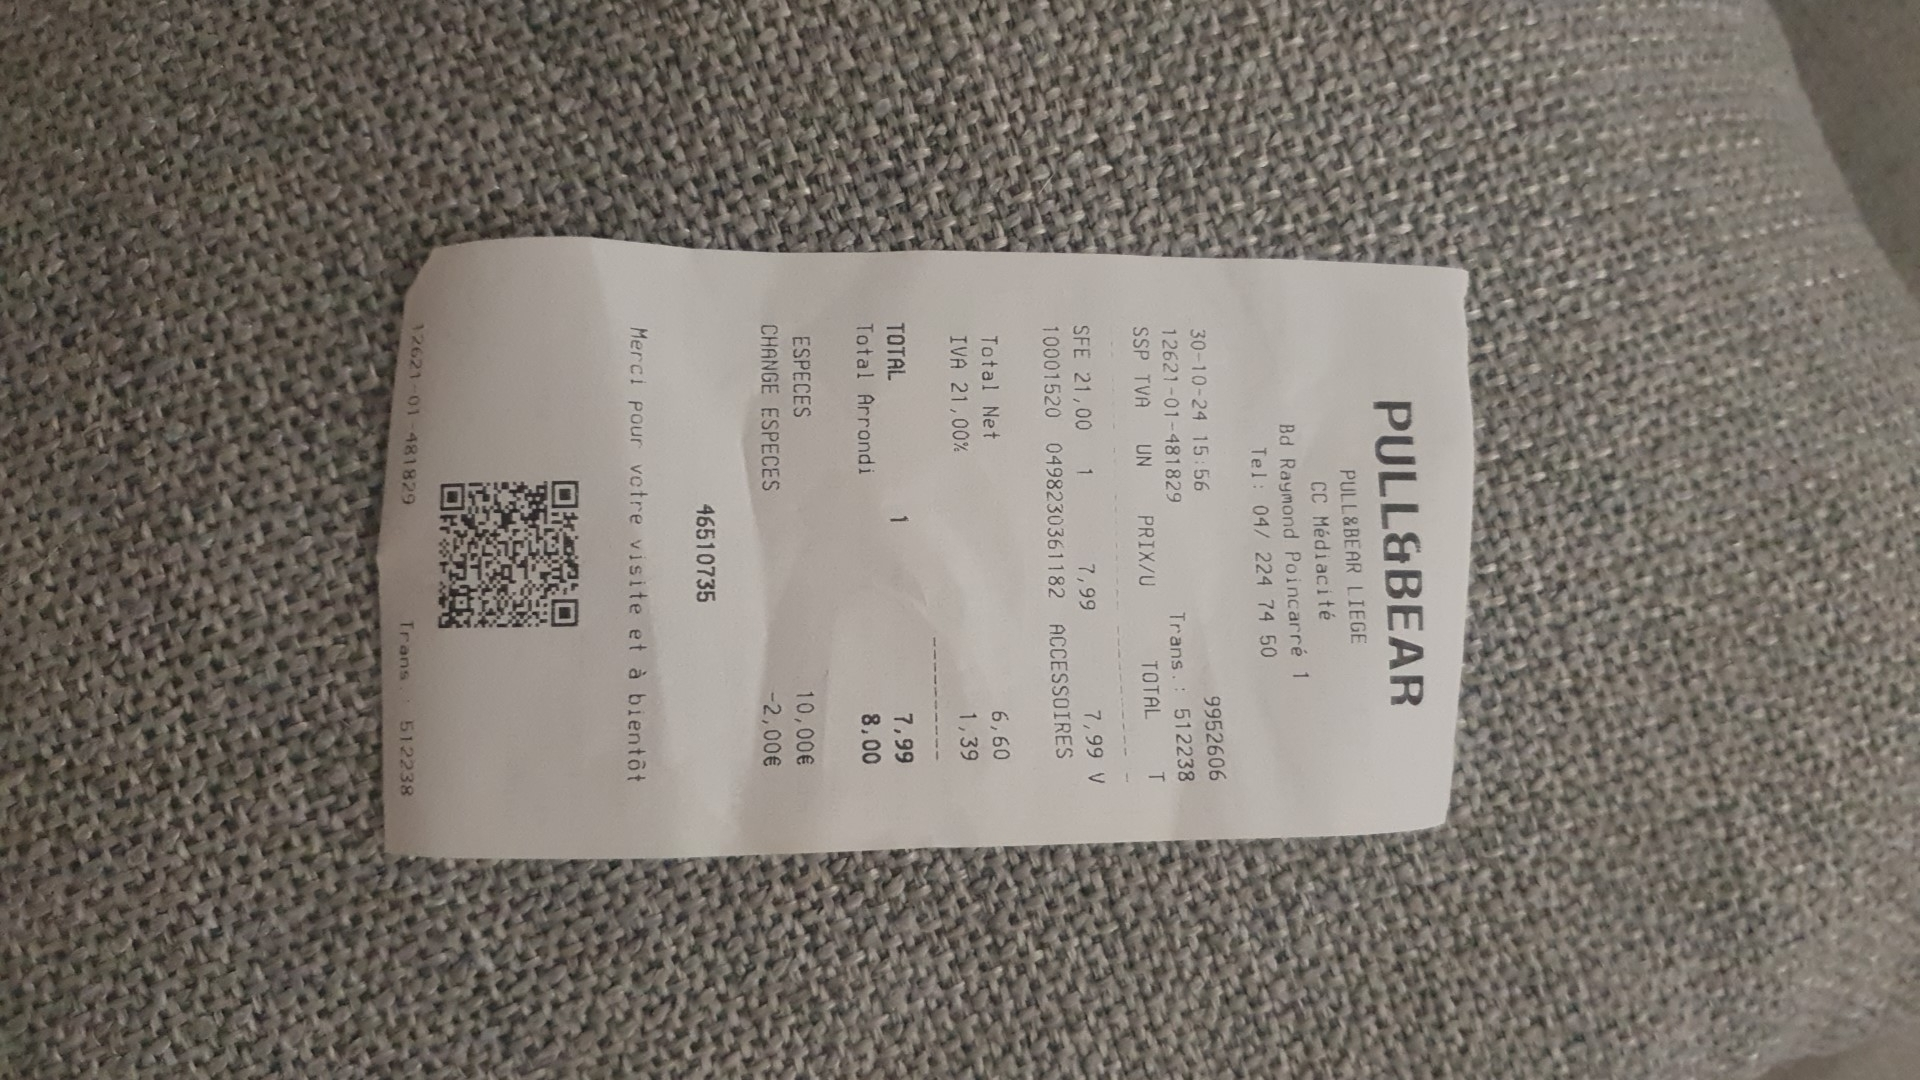 PULL&BEAR
PULL&BEAR LIEGE
CC Médiacité
Bd Raymond Poincarré 1
Tel: 04/ 224 74 50
9952606
30-10-24 15:56
12621-01-481829 Trans.: 512238
SSP TVA UN PRIX/U TOTAL T
SFE 21,00 1 7,99 7,99 V
10001520 04982303361182 ACCESSOIRES
Total Net 6,60
IVA 21,00% 1,39
TOTAL 1 7,99
Total Arrondi 8,00
ESPECES 10,00€
CHANGE ESPECES -2,00€
46510735
Merci pour votre visite et à bientôt
12621-01-481829 Trans.: 512238